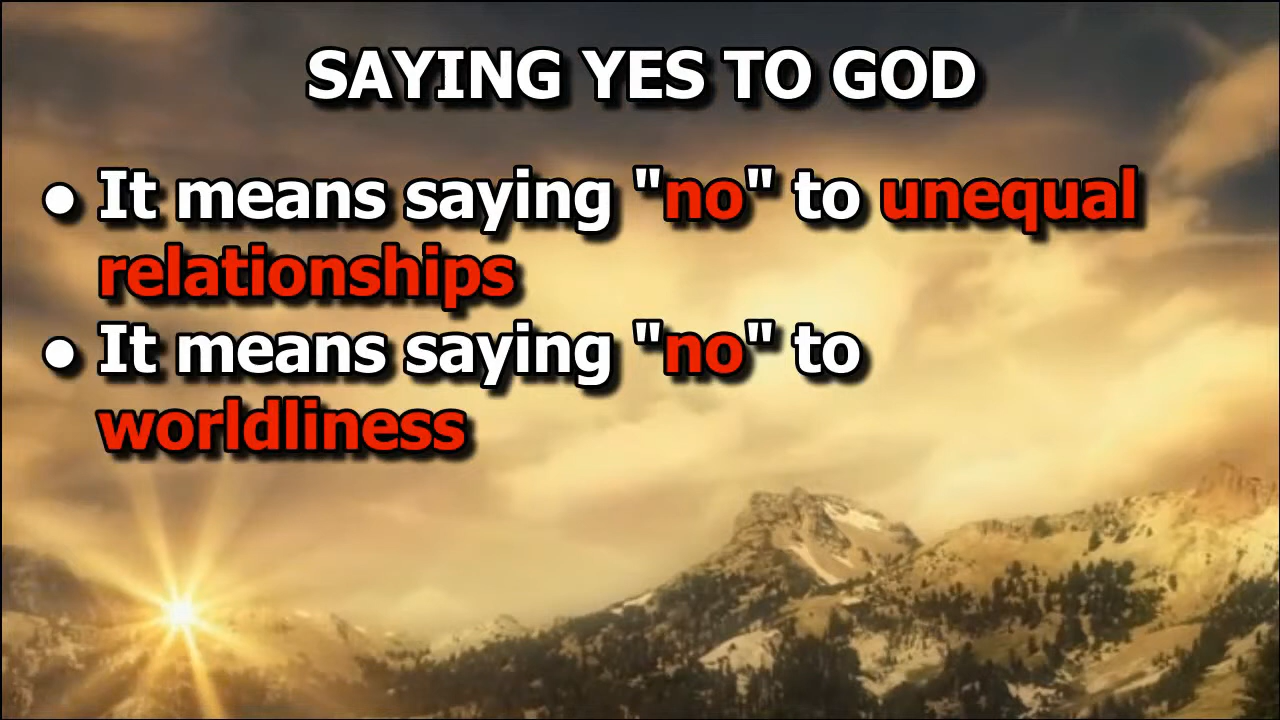 SAYING YES TO GOD
● It means saying "no" to unequal
relationships
● It means saying "no" to
worldliness